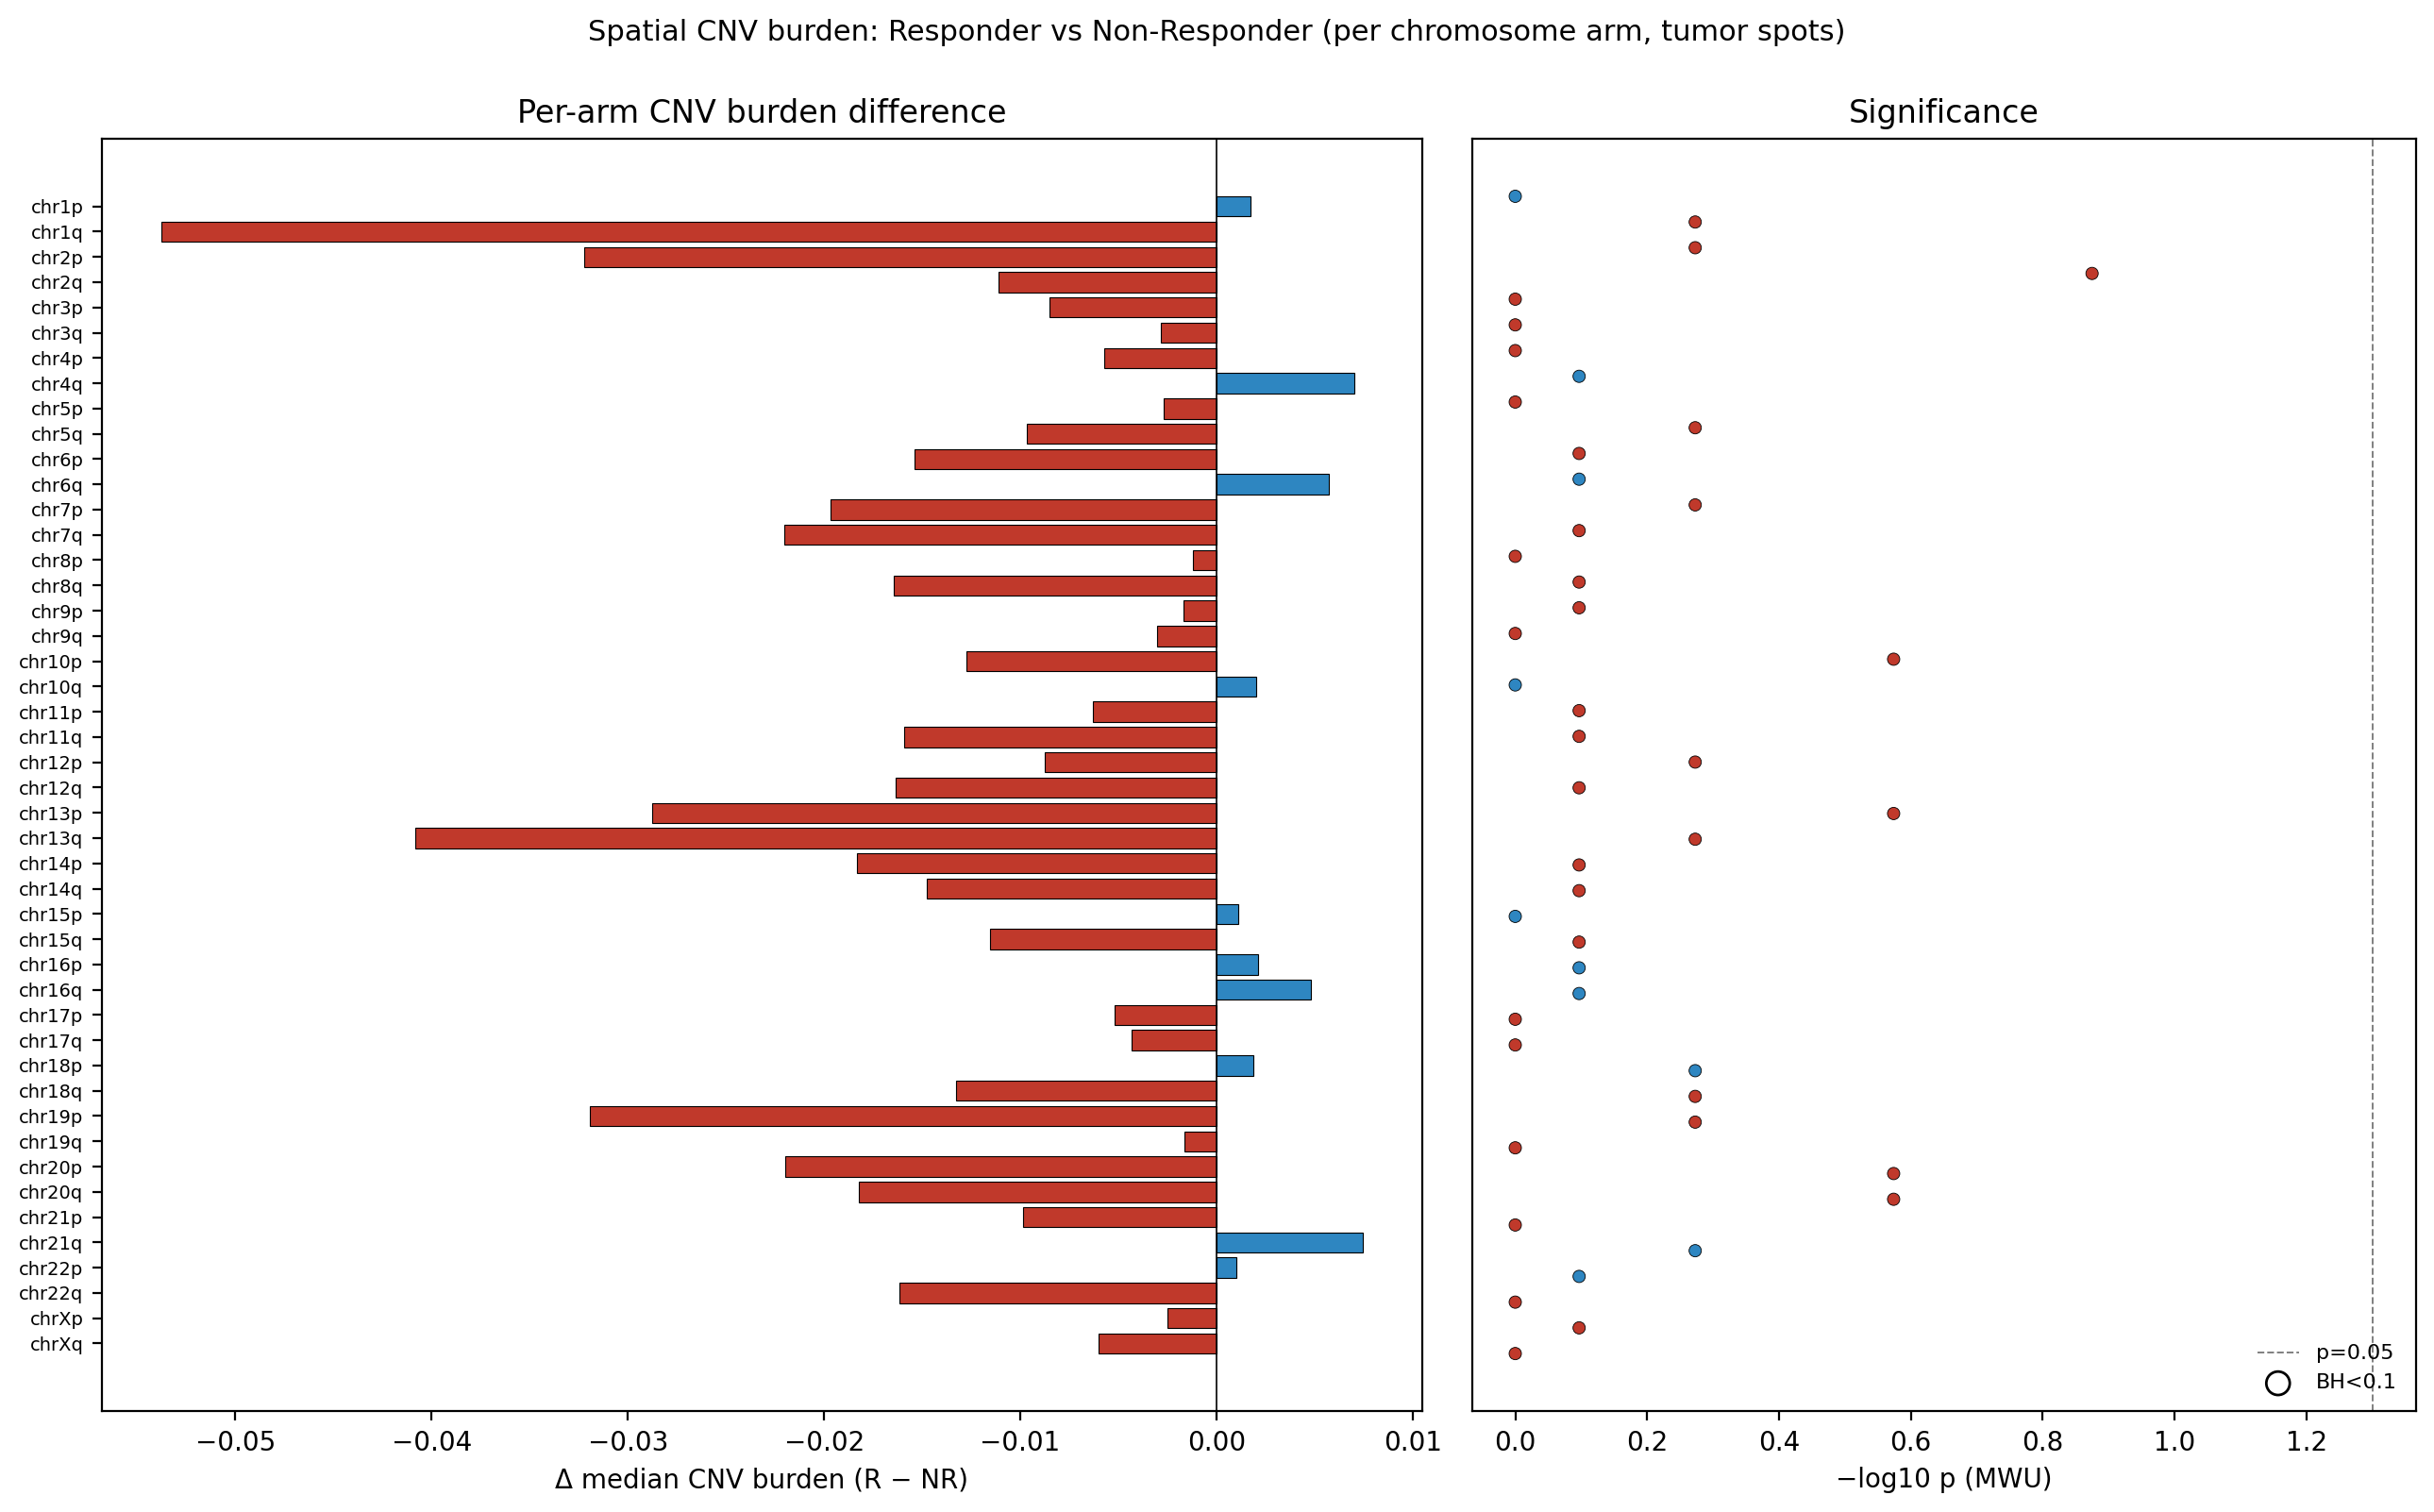 Spatial CNV burden: Responder vs Non-Responder (per chromosome arm, tumor spots)
Per-arm CNV burden difference
chr1p
chr1q
chr2p
chr2q
chr3p
chr3q
chr4p
chr4q
chr5p
chr5q
chr6p
chr6q
chr7p
chr7q
chr8p
chr8q
chr9p
chr9q
chr10p
chr10q
chr11p
chr11q
chr12p
chr12q
chr13p
chr13q
chr14p
chr14q
chr15p
chr15q
chr16p
chr16q
chr17p
chr17q
chr18p
chr18q
chr19p
chr19q
chr20p
chr20q
chr21p
chr21q
chr22p
chr22q
chrXp
chrXq
−0.05 −0.04 −0.03 −0.02 −0.01 0.00 0.01
Δ median CNV burden (R − NR)
Significance
p=0.05
BH<0.1
0.0 0.2 0.4 0.6 0.8 1.0 1.2
−log10 p (MWU)